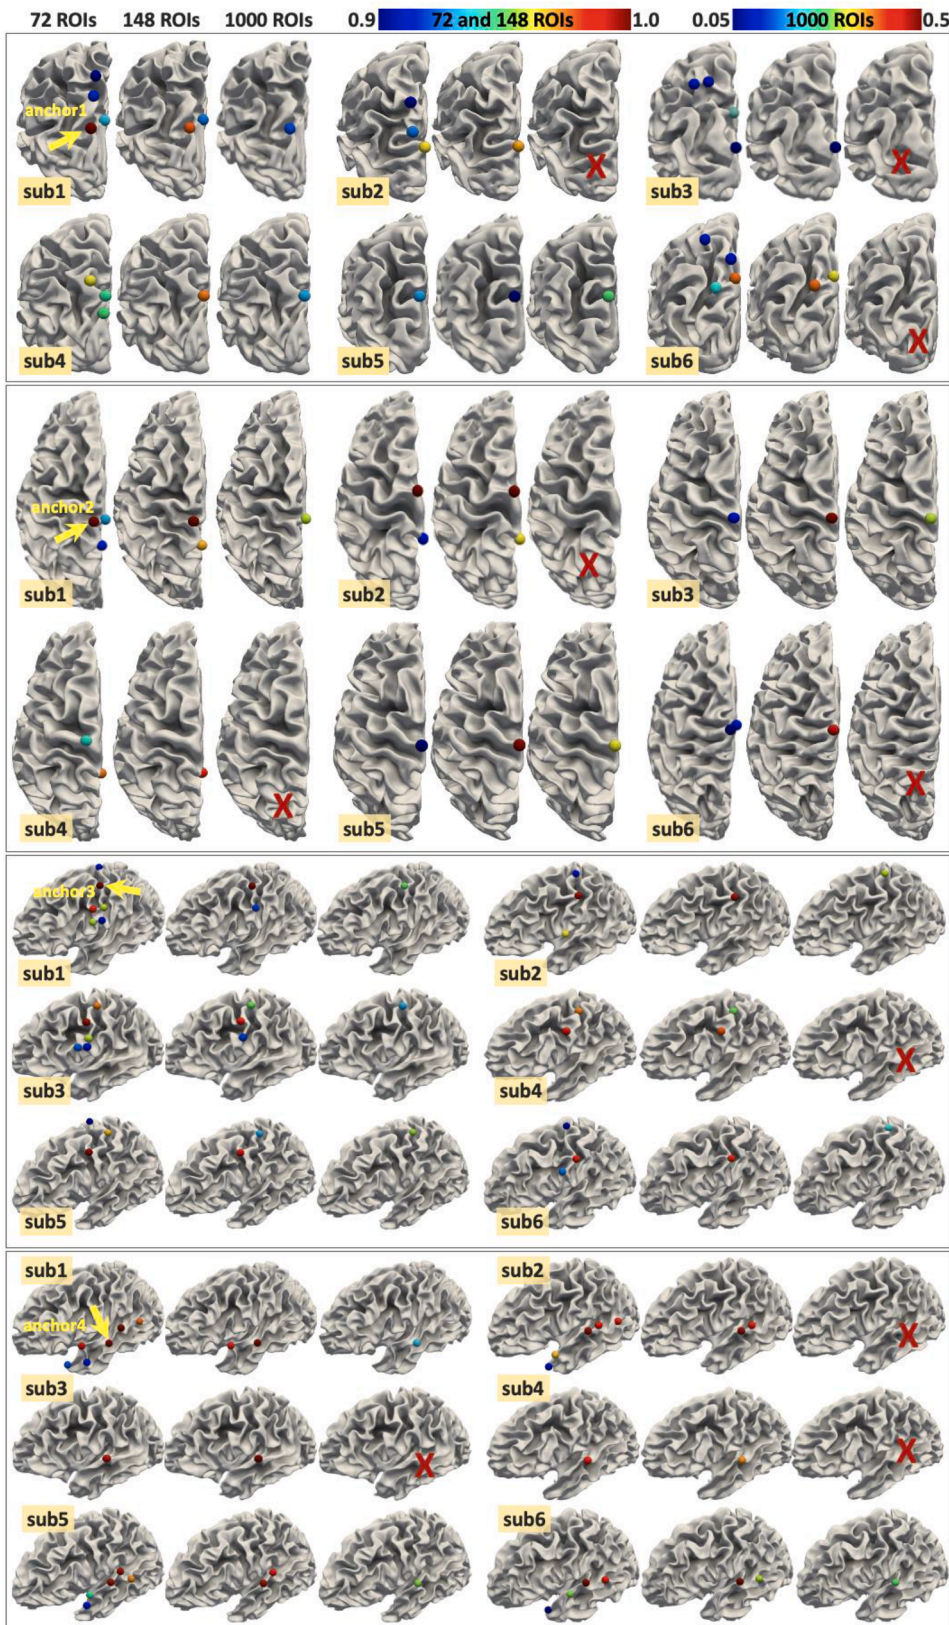 72 ROIs 148 ROIs 1000 ROIs 0.9 72 and 148 ROIs 1.0 0.05 1000 ROIs 0.5
anchor1
X X
sub1 sub2 sub3
X
sub4 sub5 sub6
anchor2
X
sub1 sub2 sub3
X X
sub4 sub5 sub6
anchor3
sub1 sub2
X
sub3 sub4
sub5 sub6
sub1 sub2
anchor4 X
sub3 sub4
X X
sub5 sub6